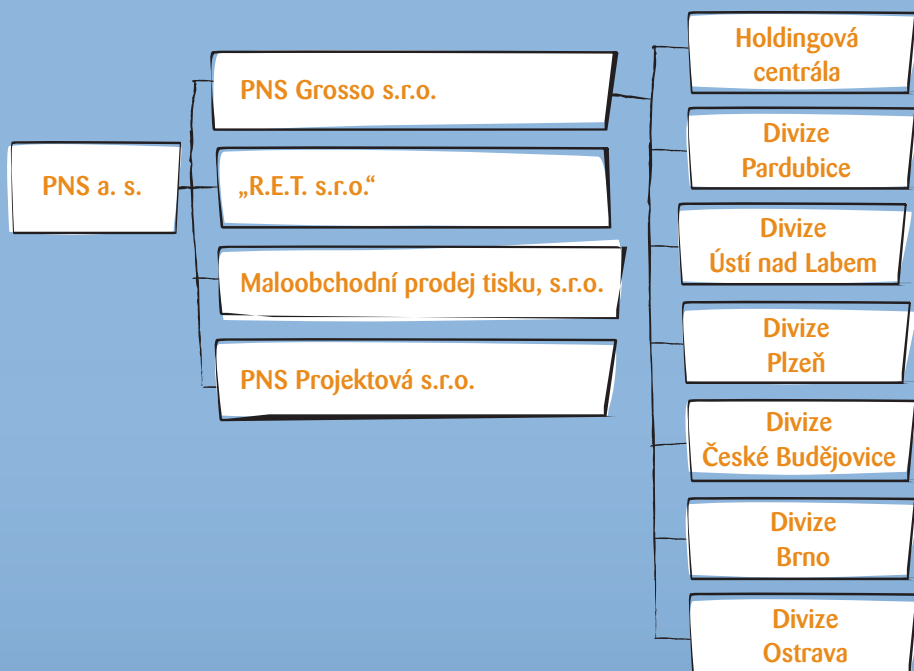 PNS a. s.
PNS Grosso s.r.o.
„R.E.T. s.r.o.“
Maloobchodní prodej tisku, s.r.o.
PNS Projektová s.r.o.
Holdingová
centrála
Divize
Pardubice
Divize
Ústí nad Labem
Divize
Plzeň
Divize
České Budějovice
Divize
Brno
Divize
Ostrava